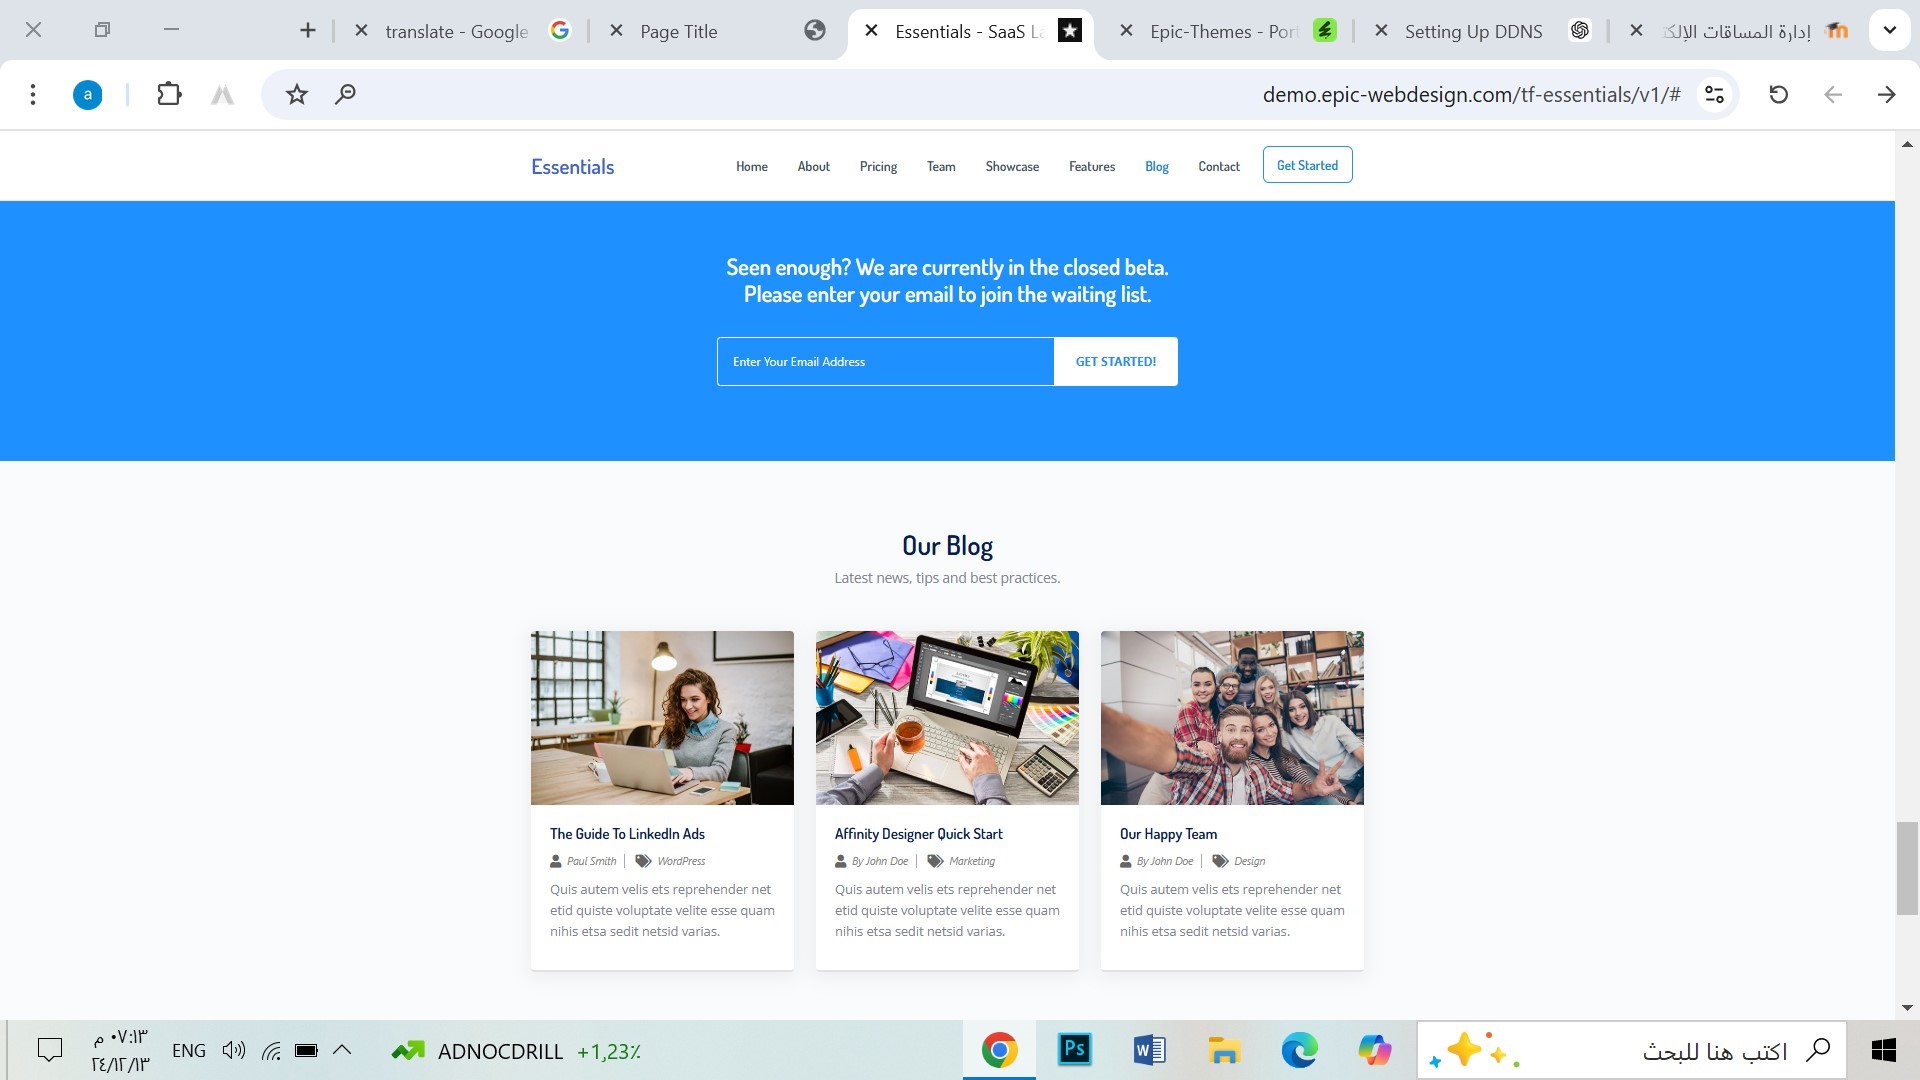 translate - Google
Page Title
Essentials - SaaS La
Epic-Themes - Port
Setting Up DDNS
إدارة المساقات الإلكت
a
demo.epic-webdesign.com/tf-essentials/v1/#
Essentials
Home
About
Pricing
Team
Showcase
Features
Blog
Contact
Get Started
Seen enough? We are currently in the closed beta.
Please enter your email to join the waiting list.
Enter Your Email Address
GET STARTED!
Our Blog
Latest news, tips and best practices.
The Guide To LinkedIn Ads
Paul Smith | WordPress
Quis autem velis ets reprehender net
etid quiste voluptate velite esse quam
nihis etsa sedit netsid varias.
Affinity Designer Quick Start
By John Doe | Marketing
Quis autem velis ets reprehender net
etid quiste voluptate velite esse quam
nihis etsa sedit netsid varias.
Our Happy Team
By John Doe | Design
Quis autem velis ets reprehender net
etid quiste voluptate velite esse quam
nihis etsa sedit netsid varias.
٠٧:١٣ م
٢٤/١٢/١٣
ENG
ADNOCDRILL +1,23٪
Ps
W
اكتب هنا للبحث